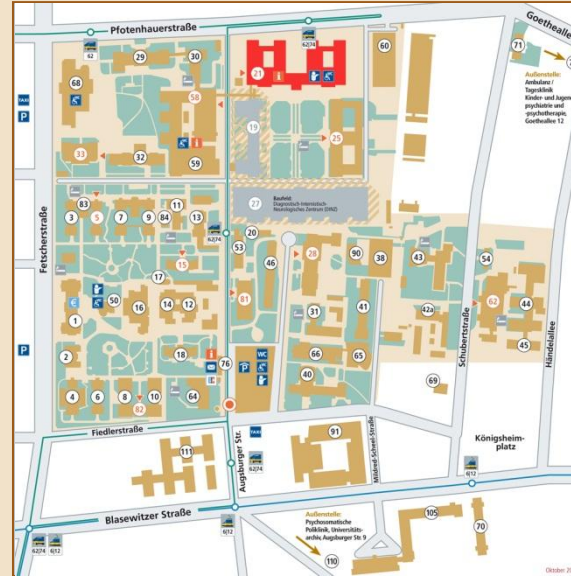 Pfotenhauerstraße
Goetheallee
62
62|74
29
30
21
60
71
68
58
Außenstelle:
Ambulanz /
Tagesklinik
Kinder- und Jugend-
psychiatrie und
-psychotherapie,
Goetheallee 12
TAXI
P
19
25
33
32
59
27
Baufeld:
Diagnostisch-Internistisch-
Neurologisches Zentrum (DINZ)
Fetscherstraße
83
3
5
7
9
84
11
13
62|74
20
53
46
28
90
38
43
54
17
15
Schubertstraße
62
44
Händelallee
€
50
1
16
14
12
81
31
41
42a
45
2
18
76
WC
P
66
65
40
69
P
4
6
8
10
82
64
Fiedlerstraße
Augsburger Str.
TAXI
62|74
91
Mildred-Scheel-Straße
Königsheim-
platz
111
6|12
Blasewitzer Straße
6|12
62|74
6|12
Außenstelle:
Psychosomatische
Poliklinik, Universitäts-
archiv, Augsburger Str. 9
110
105
70